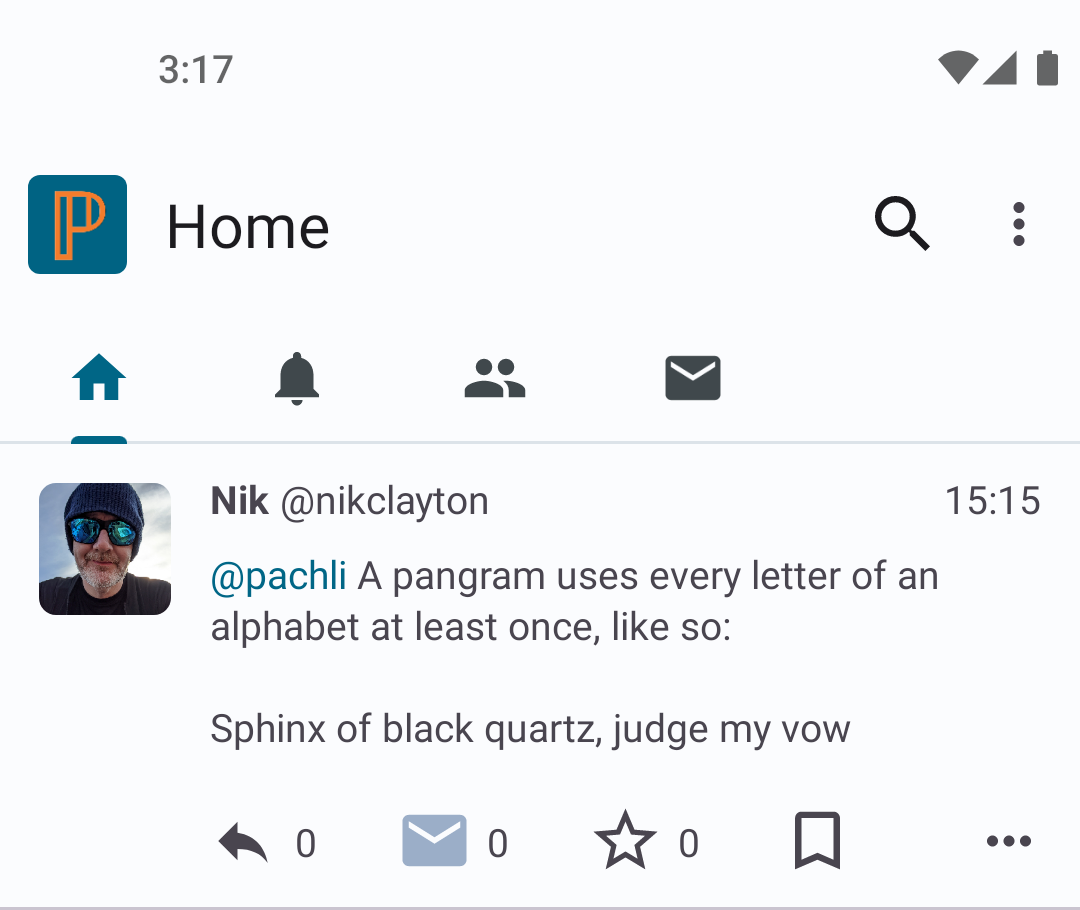 3:17
P
Home
Nik @nikclayton 15:15
@pachli A pangram uses every letter of an
alphabet at least once, like so:
Sphinx of black quartz, judge my vow
0 0 0